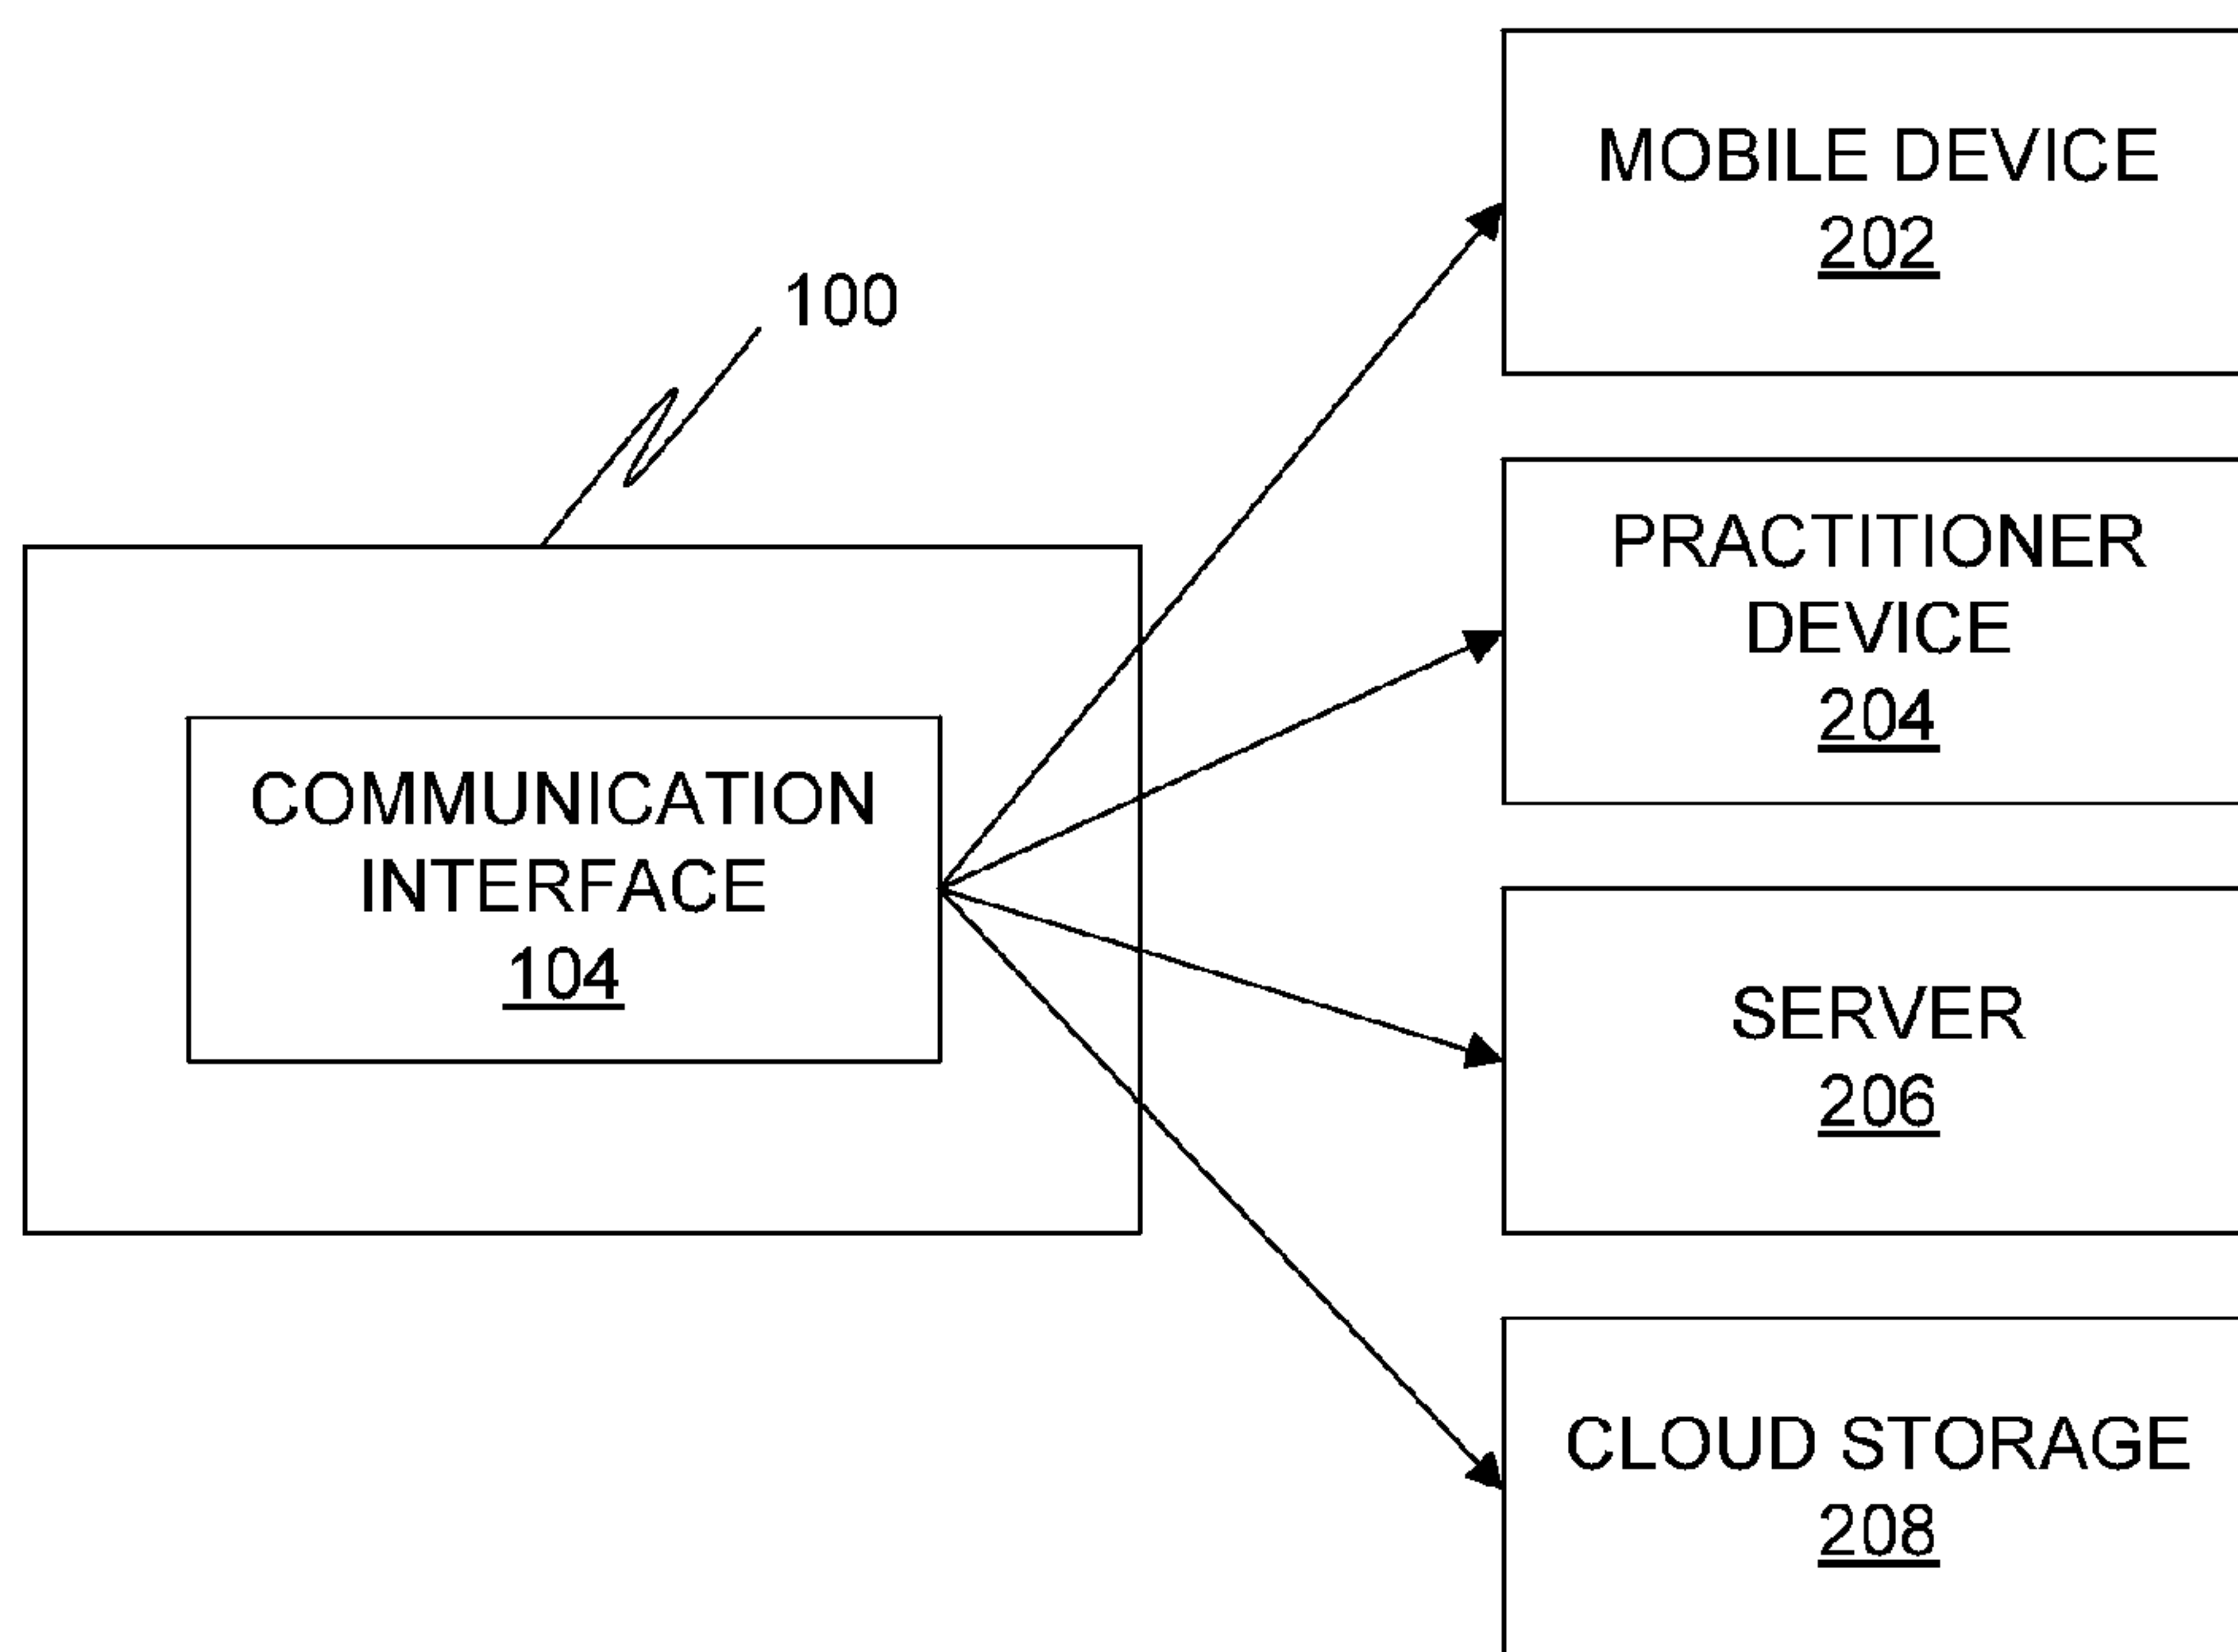 MOBILE DEVICE
202
100
PRACTITIONER
DEVICE
204
COMMUNICATION
INTERFACE
104
SERVER
206
CLOUD STORAGE
208